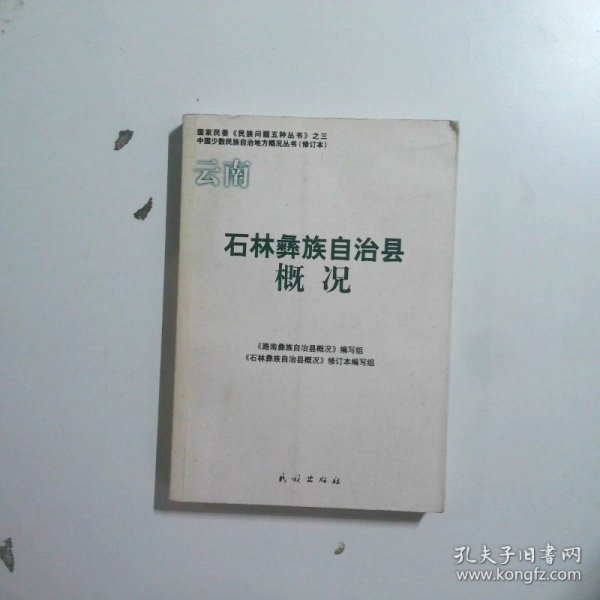 国家民委《民族问题五种丛书》之三
中国少数民族自治地方概况丛书(修订本)
云南
石林彝族自治县
概况
《路南彝族自治县概况》编写组
《石林彝族自治县概况》修订本编写组
民族出版社
孔夫子旧书网
www.kongfz.com